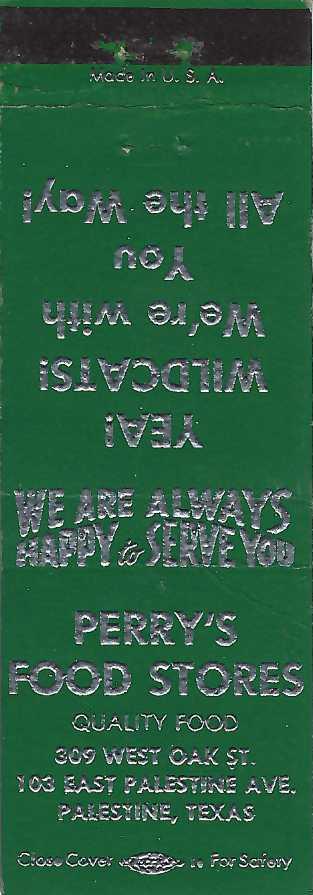 Made in U. S. A.
YEA!
WILDCATS!
We're with
You
All the Way!
WE ARE ALWAYS
HAPPY to SERVE YOU
PERRY'S
FOOD STORES
QUALITY FOOD
309 WEST OAK ST.
103 EAST PALESTINE AVE.
PALESTINE, TEXAS
Close Cover For Safety